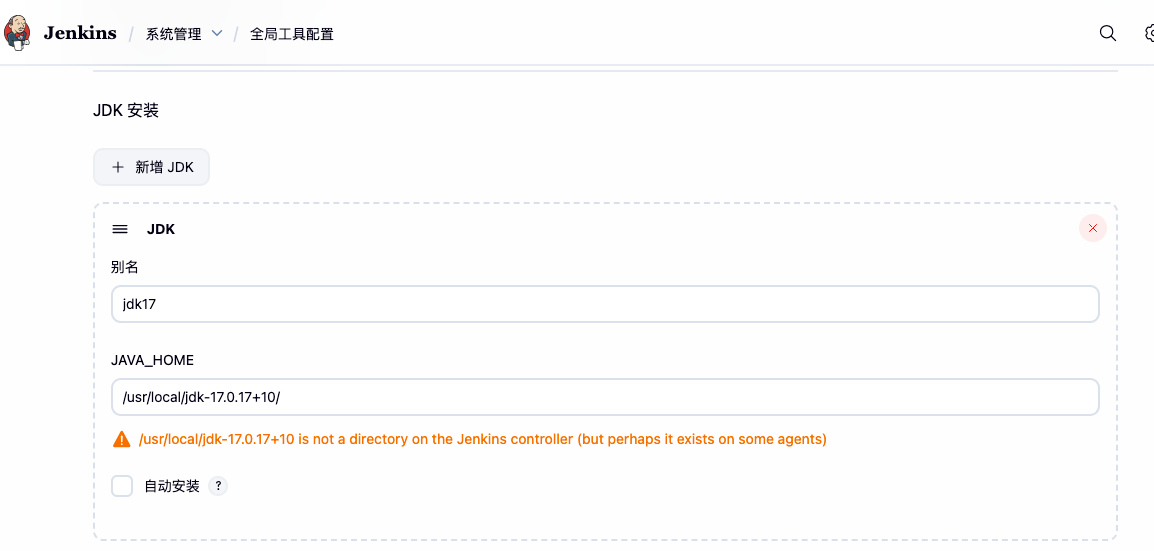 Jenkins / 系统管理 / 全局工具配置
JDK 安装
+ 新增 JDK
JDK
别名
jdk17
JAVA_HOME
/usr/local/jdk-17.0.17+10/
/usr/local/jdk-17.0.17+10 is not a directory on the Jenkins controller (but perhaps it exists on some agents)
自动安装 ?